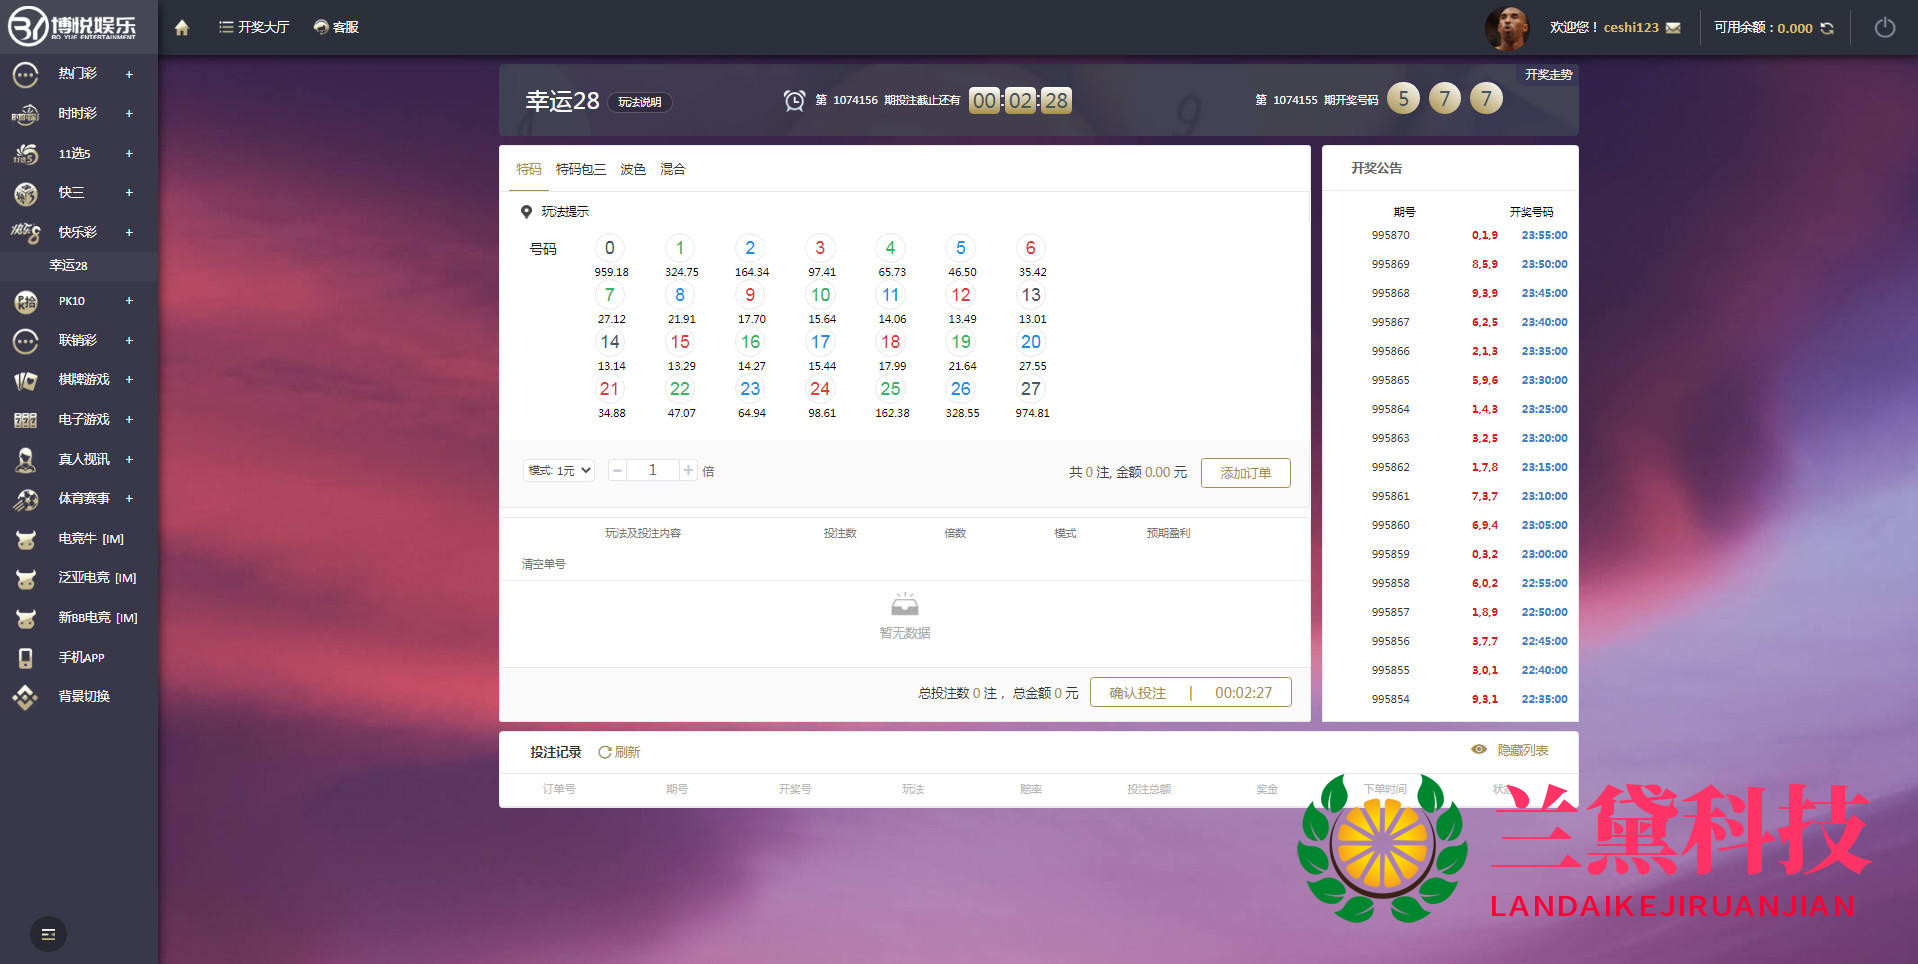 博悦娱乐
BO YUE ENTERTAINMENT
开奖大厅
客服
欢迎您！ceshi123
可用余额：0.000
热门彩 +
时时彩 +
11选5 +
快三 +
快乐彩 +
幸运28
PK10 +
联销彩 +
棋牌游戏 +
电子游戏 +
真人视讯 +
体育赛事 +
电竞牛 [IM]
泛亚电竞 [IM]
新BB电竞 [IM]
手机APP
背景切换
幸运28 玩法说明
第 1074156 期投注截止还有 00:02:28
第 1074155 期开奖号码 5 7 7
开奖走势
特码 特码包三 波色 混合
玩法提示
号码 0 1 2 3 4 5 6
959.18 324.75 164.34 97.41 65.73 46.50 35.42
7 8 9 10 11 12 13
27.12 21.91 17.70 15.64 14.06 13.49 13.01
14 15 16 17 18 19 20
13.14 13.29 14.27 15.44 17.99 21.64 27.55
21 22 23 24 25 26 27
34.88 47.07 64.94 98.61 162.38 328.55 974.81
模式: 1元 − 1 + 倍
共 0 注, 金额 0.00 元 添加订单
玩法及投注内容 投注数 倍数 模式 预期盈利
清空单号
暂无数据
总投注数 0 注， 总金额 0 元 确认投注 | 00:02:27
开奖公告
期号 开奖号码
995870 0,1,9 23:55:00
995869 8,5,9 23:50:00
995868 9,3,9 23:45:00
995867 6,2,5 23:40:00
995866 2,1,3 23:35:00
995865 5,9,6 23:30:00
995864 1,4,3 23:25:00
995863 3,2,5 23:20:00
995862 1,7,8 23:15:00
995861 7,3,7 23:10:00
995860 6,9,4 23:05:00
995859 0,3,2 23:00:00
995858 6,0,2 22:55:00
995857 1,8,9 22:50:00
995856 3,7,7 22:45:00
995855 3,0,1 22:40:00
995854 9,3,1 22:35:00
投注记录 刷新
隐藏列表
订单号 期号 开奖号 玩法 赔率 投注总额 奖金 下单时间
兰黛科技
LANDAIKEJIRUANJIAN